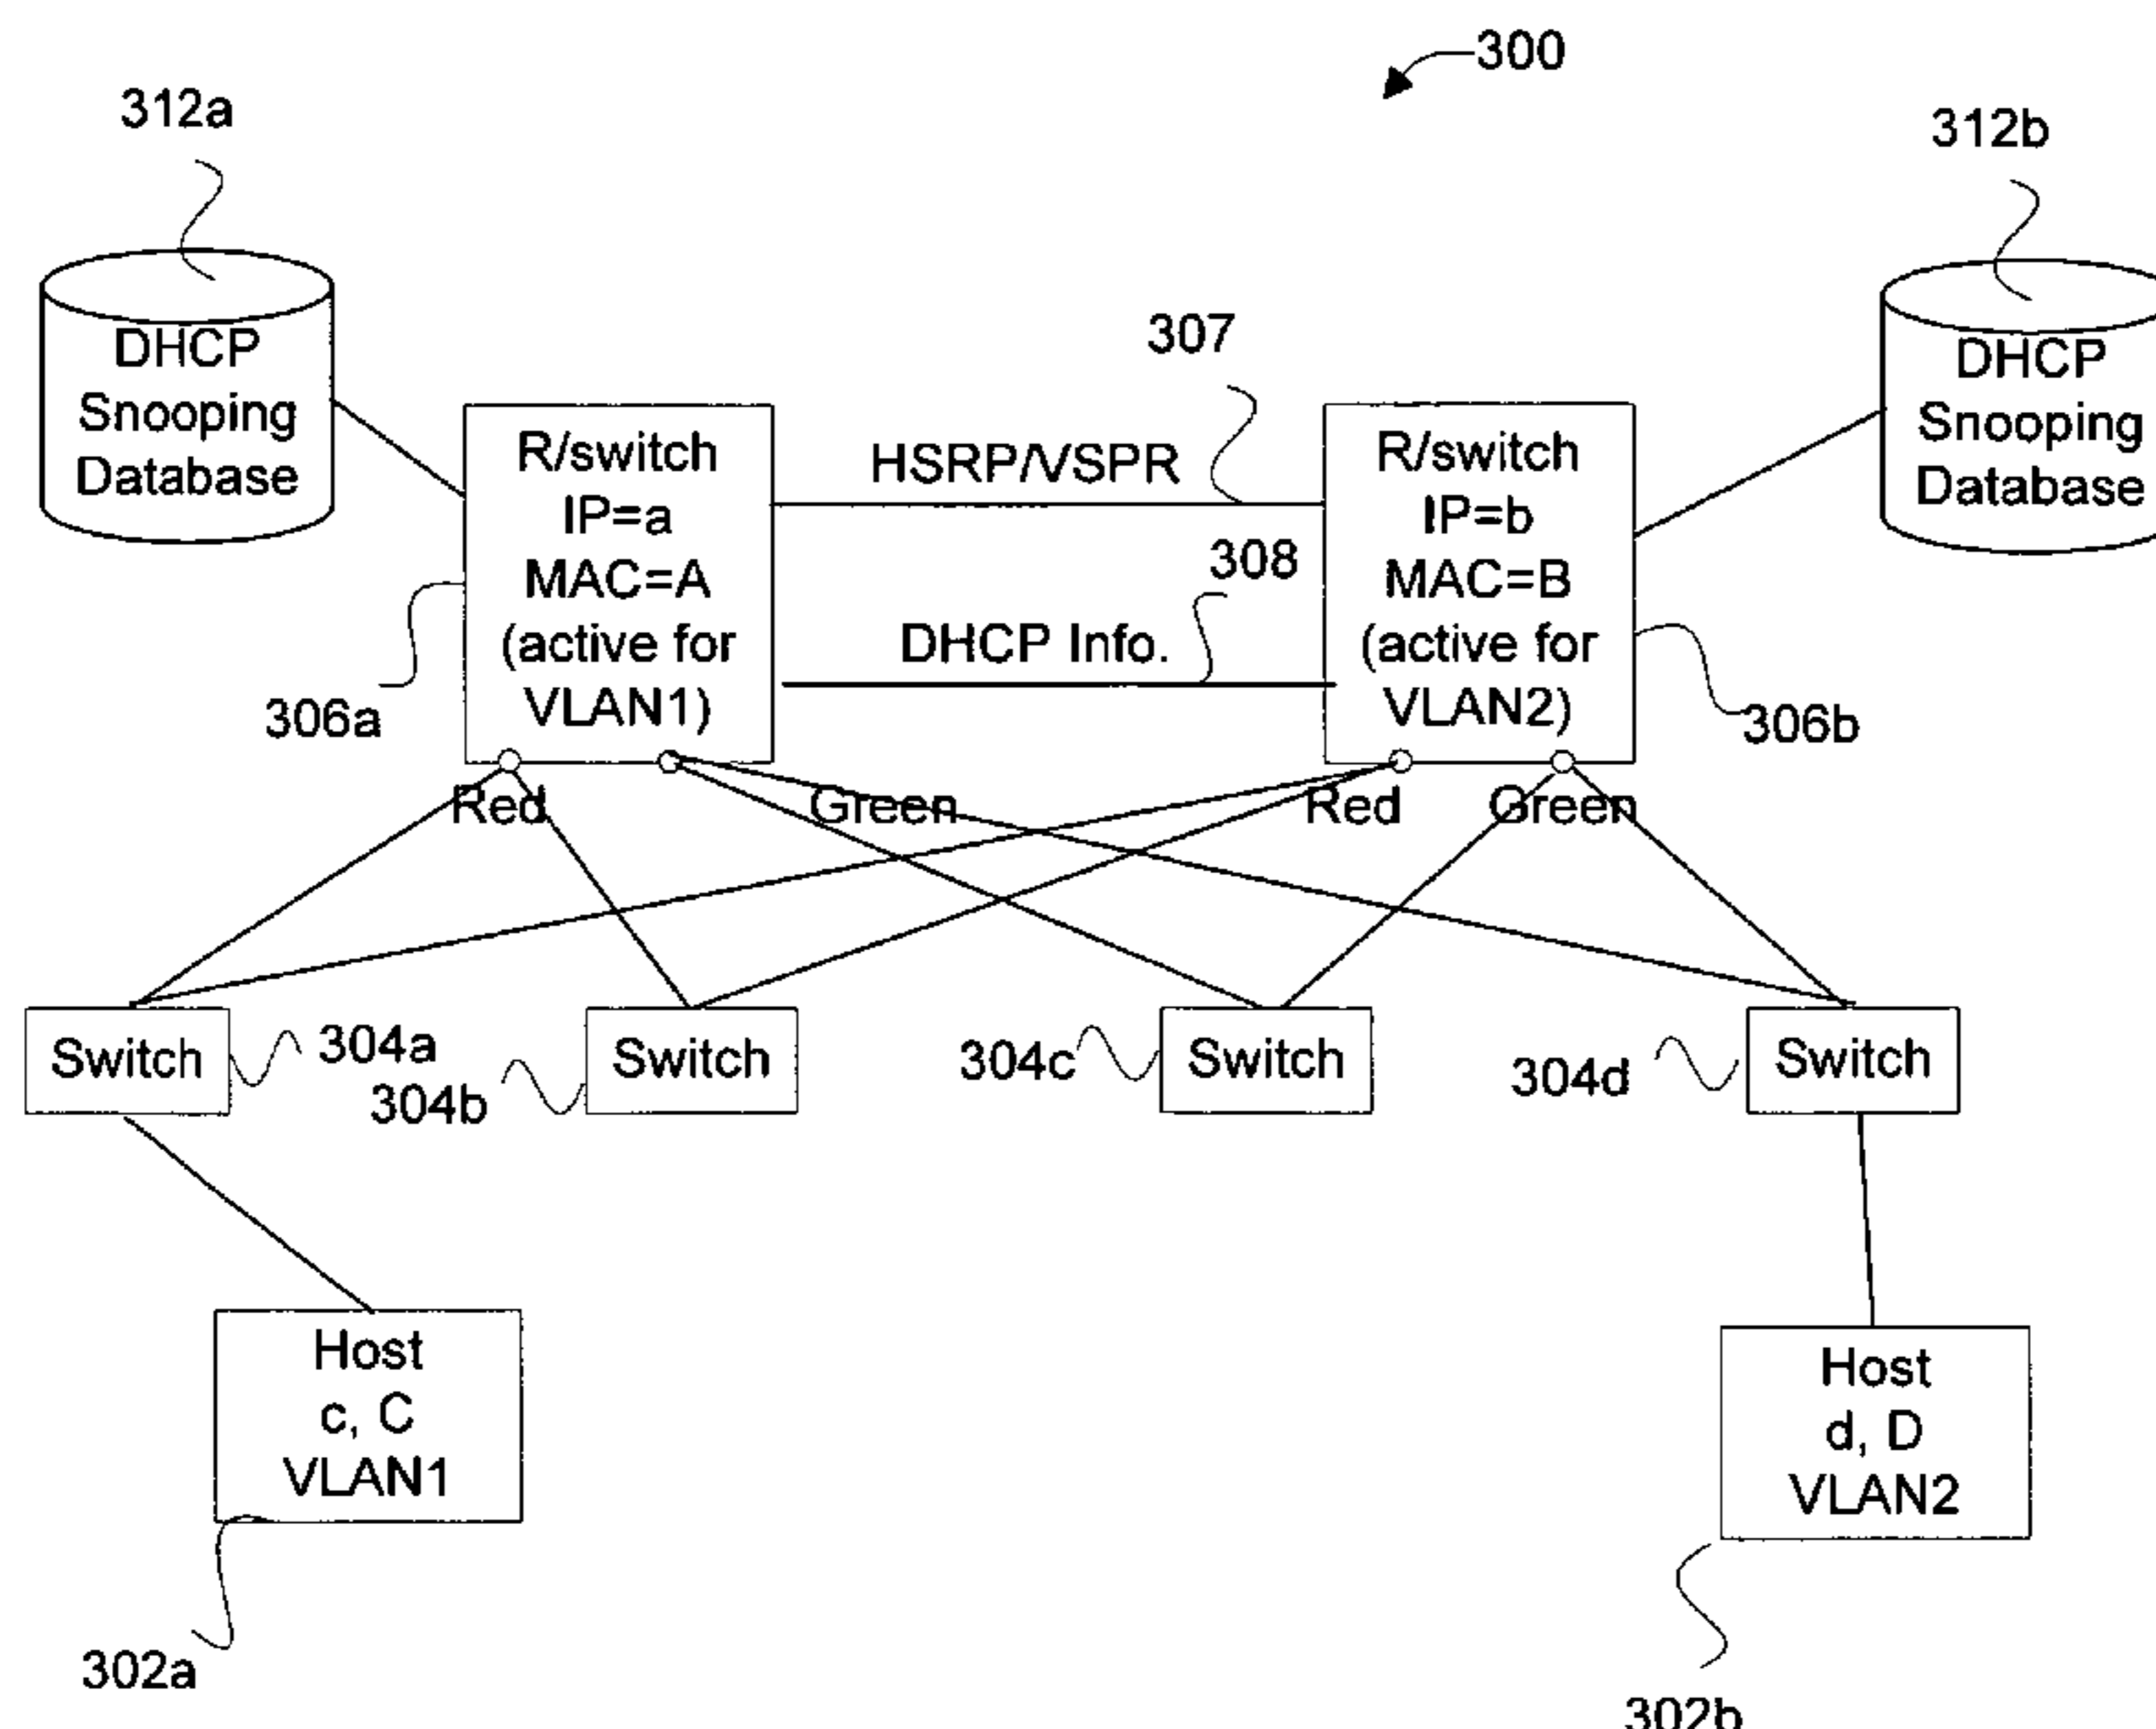 300
312a
312b
DHCP
Snooping
Database
R/switch
IP=a
MAC=A
(active for
VLAN1)
306a
307
HSRP/VSPR
308
DHCP Info.
R/switch
IP=b
MAC=B
(active for
VLAN2)
306b
DHCP
Snooping
Database
Red
Green
Red
Green
Switch
304a
304b
Switch
304c
Switch
304d
Switch
Host
c, C
VLAN1
302a
Host
d, D
VLAN2
302b